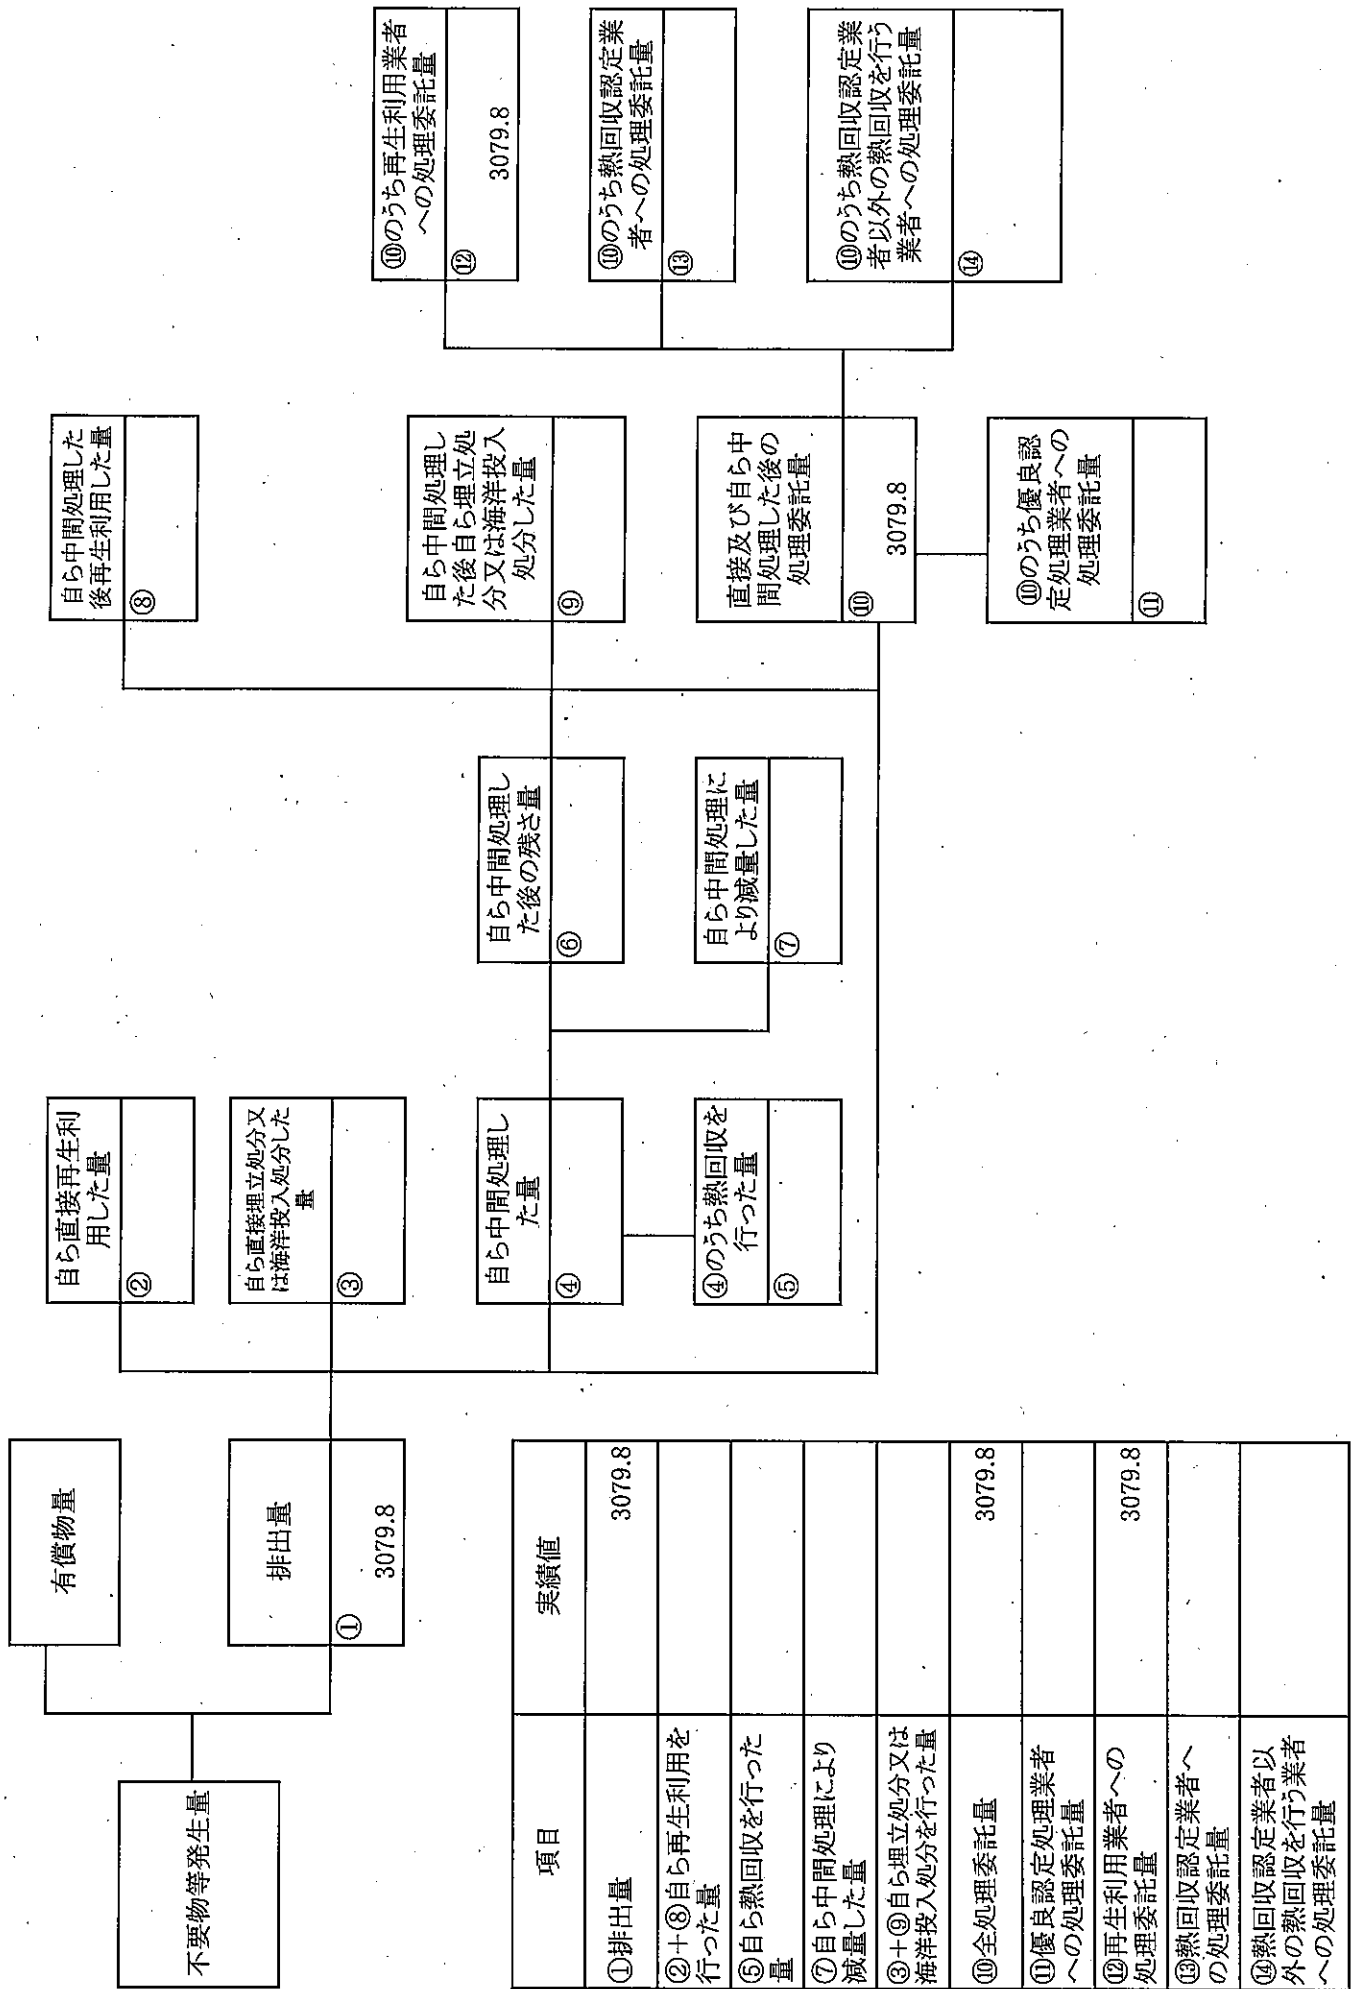 不要物等発生量
有償物量
排出量
①
3079.8
自ら直接再生利
用した量
②
自ら直接埋立処分又
は海洋投入処分した
量
③
自ら中間処理し
た量
④
④のうち熱回収を
行った量
⑤
自ら中間処理し
た後の残さ量
⑥
自ら中間処理に
より減量した量
⑦
自ら中間処理した
後再生利用した量
⑧
自ら中間処理し
た後自ら埋立処
分又は海洋投入
処分した量
⑨
直接及び自ら中
間処理した後の
処理委託量
⑩
3079.8
⑩のうち優良認
定処理業者への
処理委託量
⑪
⑩のうち再生利用業者
への処理委託量
⑫
3079.8
⑩のうち熱回収認定業
者への処理委託量
⑬
⑩のうち熱回収認定業
者以外の熱回収を行う
業者への処理委託量
⑭
項目
実績値
①排出量
3079.8
②+⑧自ら再生利用を
行った量
⑤自ら熱回収を行った
量
⑦自ら中間処理により
減量した量
③+⑨自ら埋立処分又は
海洋投入処分を行った量
⑩全処理委託量
3079.8
⑪優良認定処理業者
への処理委託量
⑫再生利用業者への
処理委託量
3079.8
⑬熱回収認定業者へ
の処理委託量
⑭熱回収認定業者以
外の熱回収を行う業者
への処理委託量